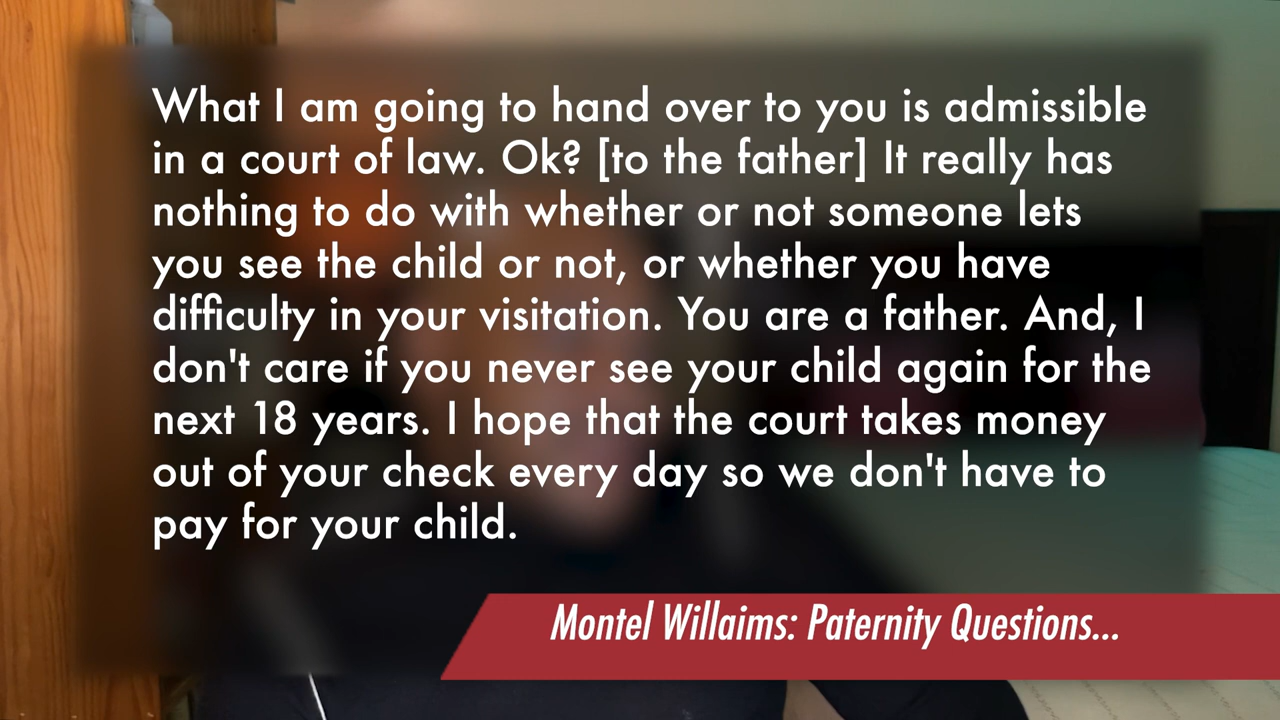 What I am going to hand over to you is admissible
in a court of law. Ok? [to the father] It really has
nothing to do with whether or not someone lets
you see the child or not, or whether you have
difficulty in your visitation. You are a father. And, I
don't care if you never see your child again for the
next 18 years. I hope that the court takes money
out of your check every day so we don't have to
pay for your child.
Montel Willaims: Paternity Questions...